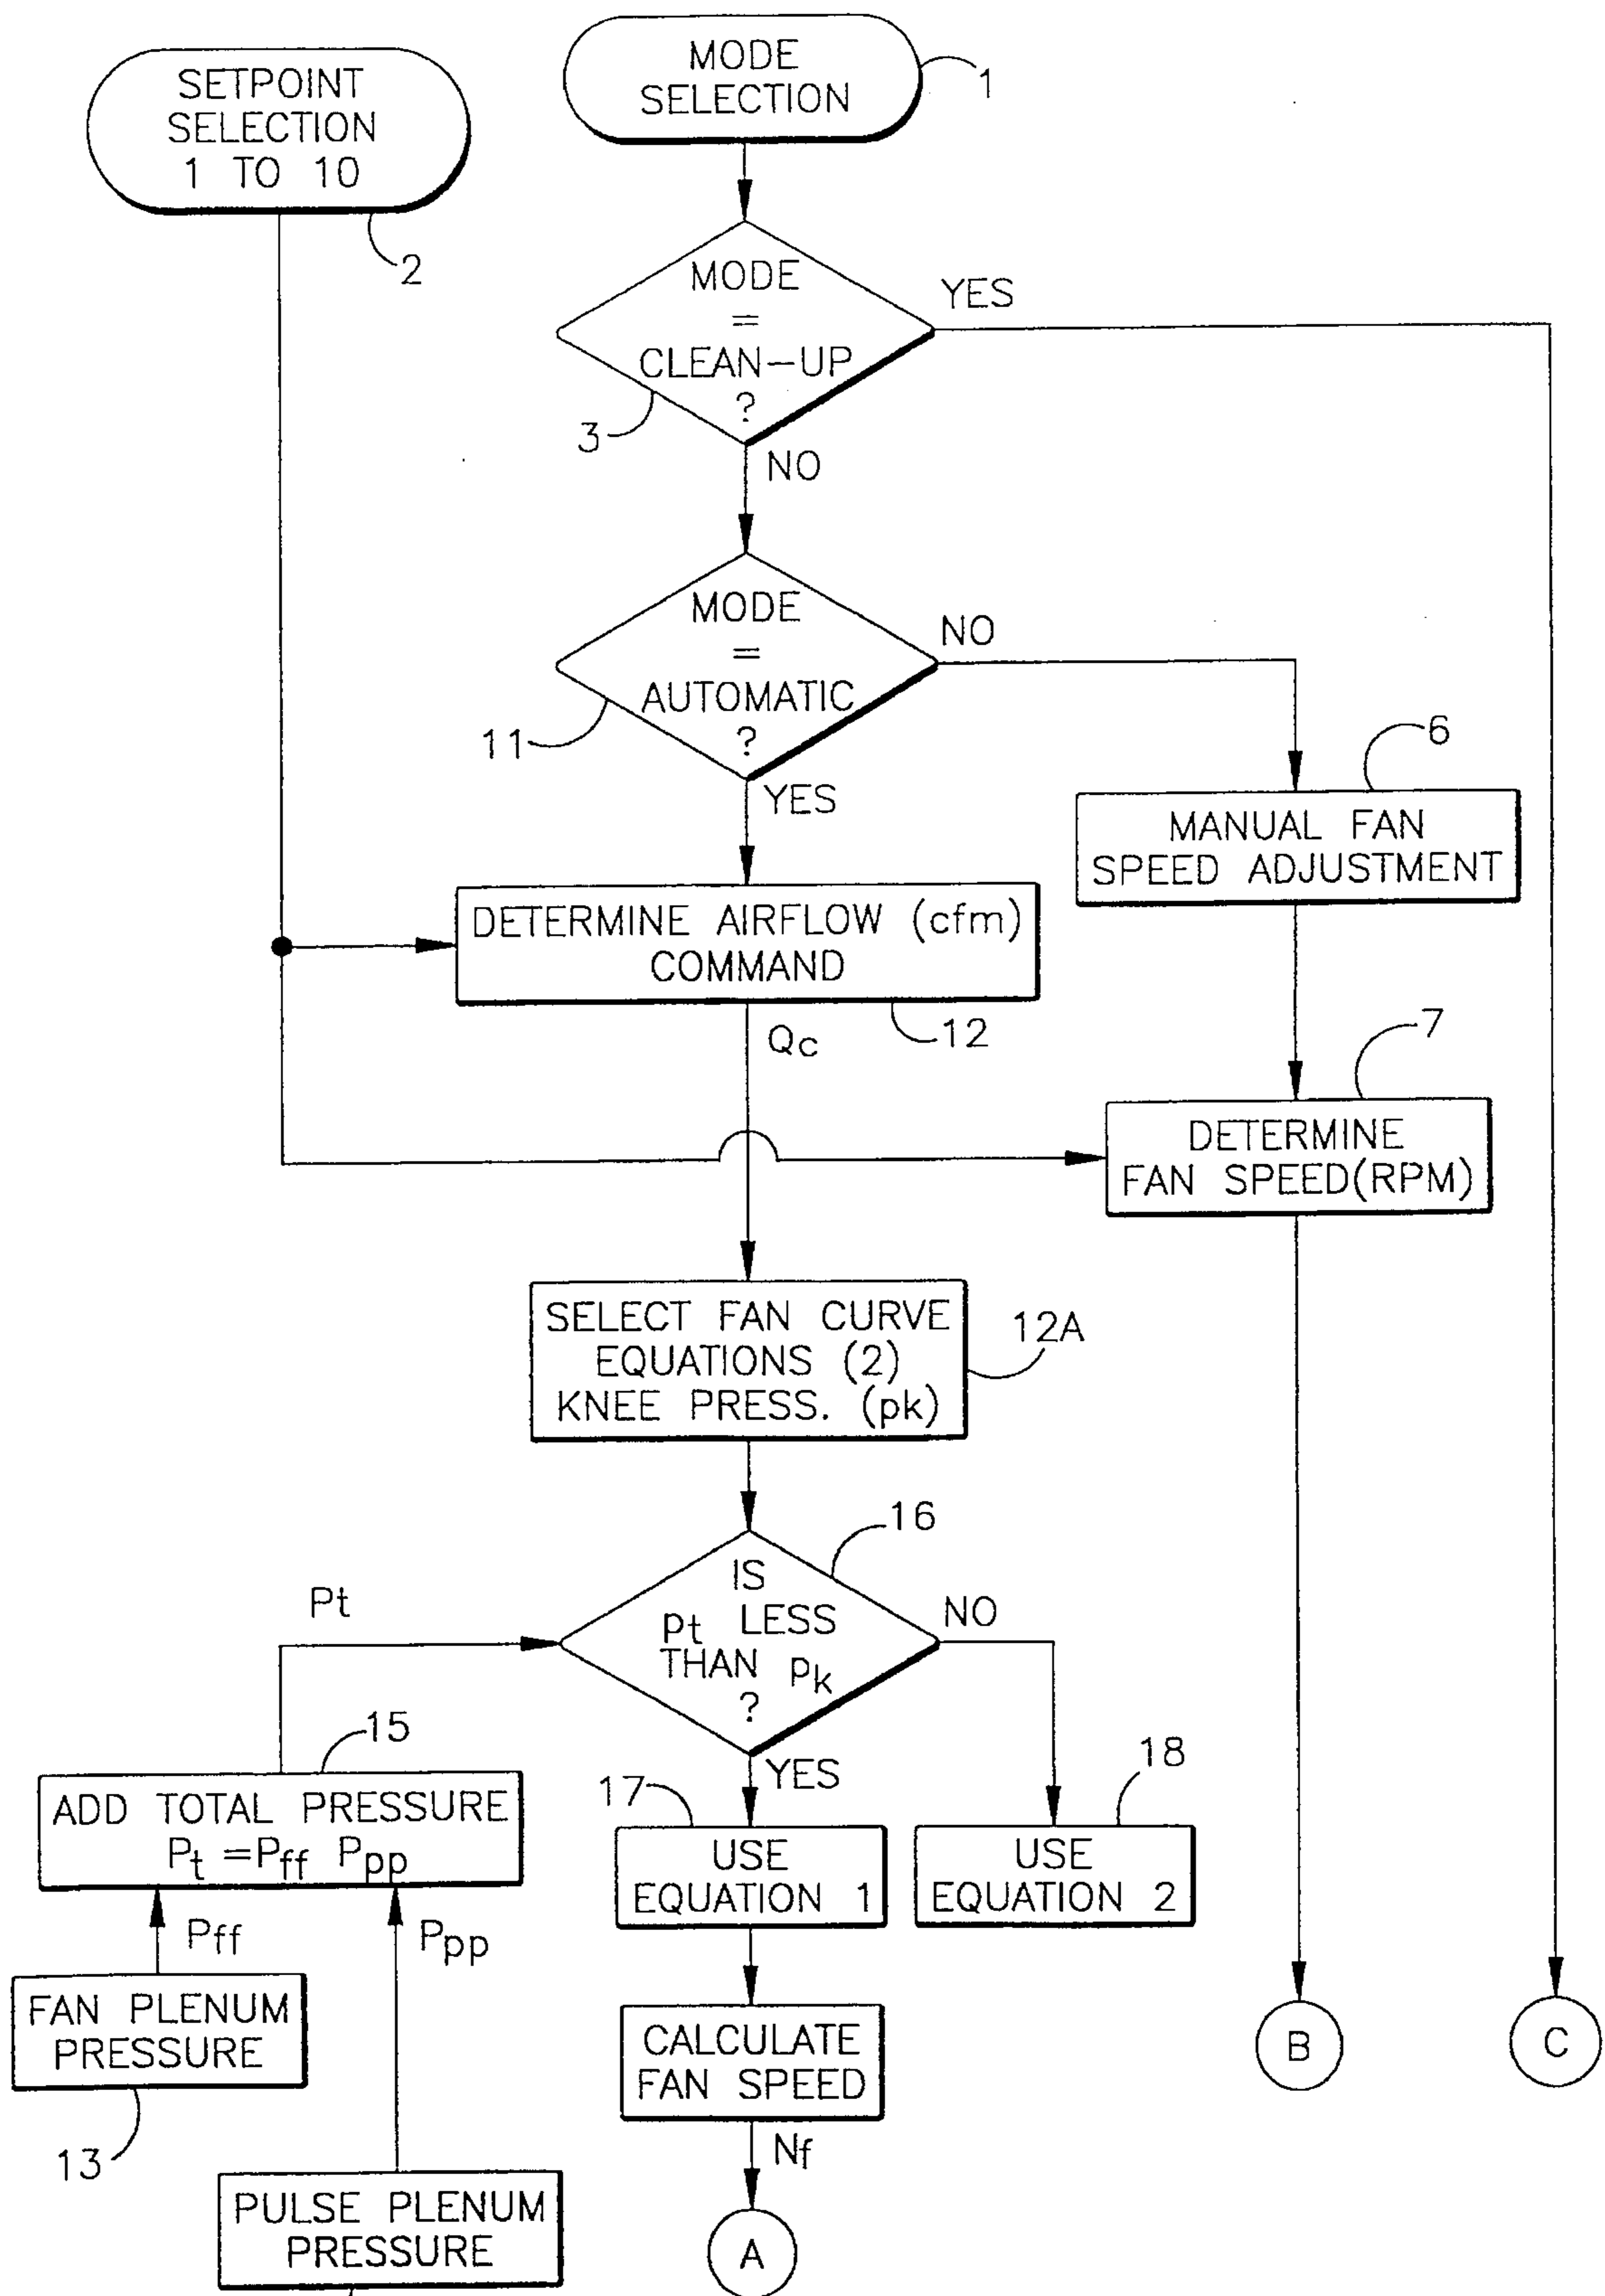 MODE
SELECTION
1
SETPOINT
SELECTION
1 TO 10
2
MODE
=
CLEAN-UP
?
3
YES
NO
MODE
=
AUTOMATIC
?
11
NO
YES
6
MANUAL FAN
SPEED ADJUSTMENT
DETERMINE AIRFLOW (cfm)
COMMAND
12
Qc
7
DETERMINE
FAN SPEED(RPM)
SELECT FAN CURVE
EQUATIONS (2)
KNEE PRESS. (pk)
12A
16
IS
pt LESS
THAN pk
?
Pt
NO
YES
15
ADD TOTAL PRESSURE
Pt =Pff Ppp
17
USE
EQUATION 1
18
USE
EQUATION 2
Pff
Ppp
FAN PLENUM
PRESSURE
13
CALCULATE
FAN SPEED
Nf
B
C
PULSE PLENUM
PRESSURE
A